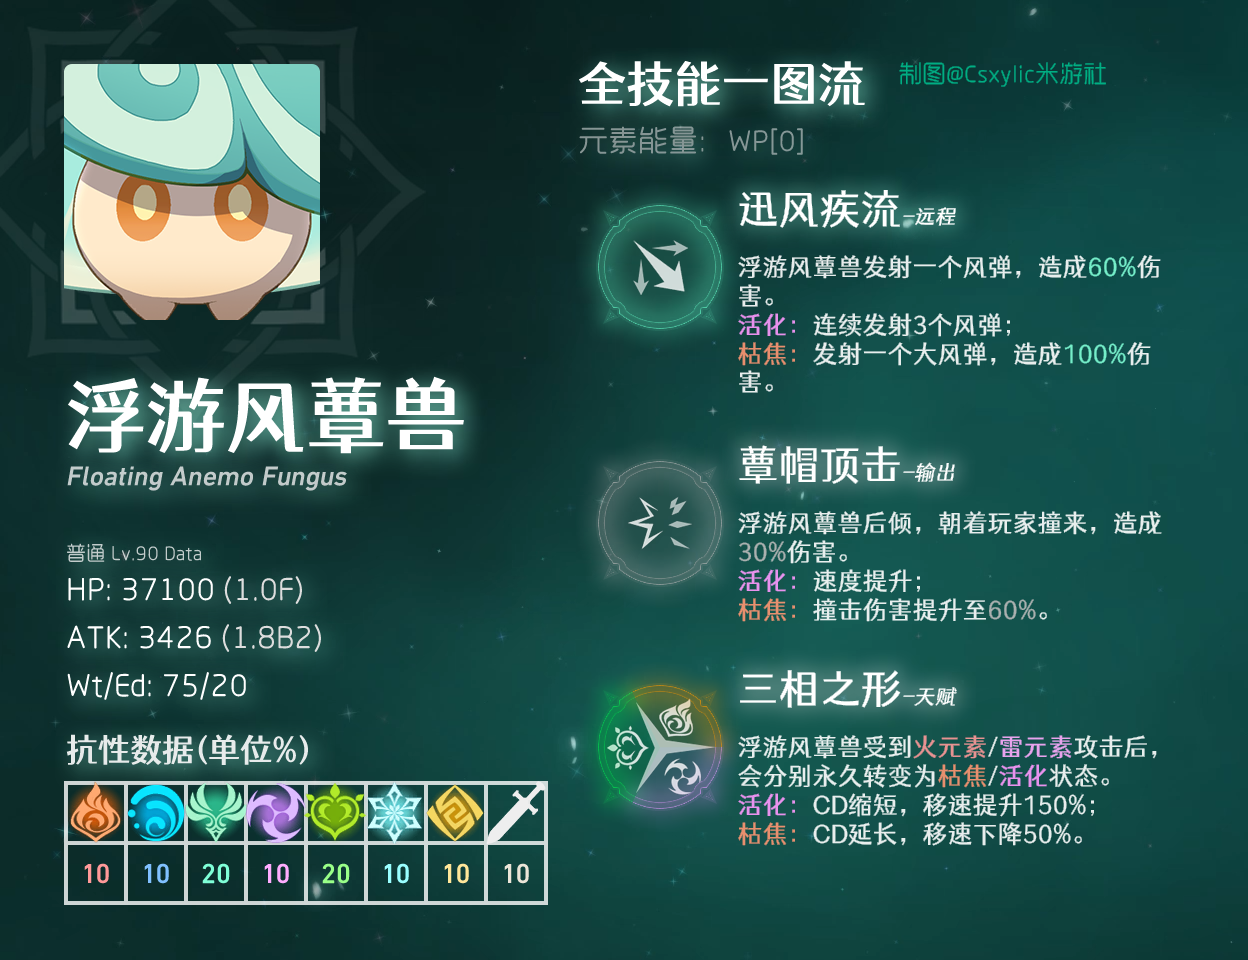 全技能一图流
制图@Csxylic米游社
元素能量：WP[0]
迅风疾流-远程
浮游风蕈兽发射一个风弹，造成60%伤
害。
活化：连续发射3个风弹；
枯焦：发射一个大风弹，造成100%伤
害。
蕈帽顶击-输出
浮游风蕈兽后倾，朝着玩家撞来，造成
30%伤害。
活化：速度提升；
枯焦：撞击伤害提升至60%。
三相之形-天赋
浮游风蕈兽受到火元素/雷元素攻击后，
会分别永久转变为枯焦/活化状态。
活化：CD缩短，移速提升150%；
枯焦：CD延长，移速下降50%。
浮游风蕈兽
Floating Anemo Fungus
普通 Lv.90 Data
HP: 37100 (1.0F)
ATK: 3426 (1.8B2)
Wt/Ed: 75/20
抗性数据(单位%)
10 10 20 10 20 10 10 10